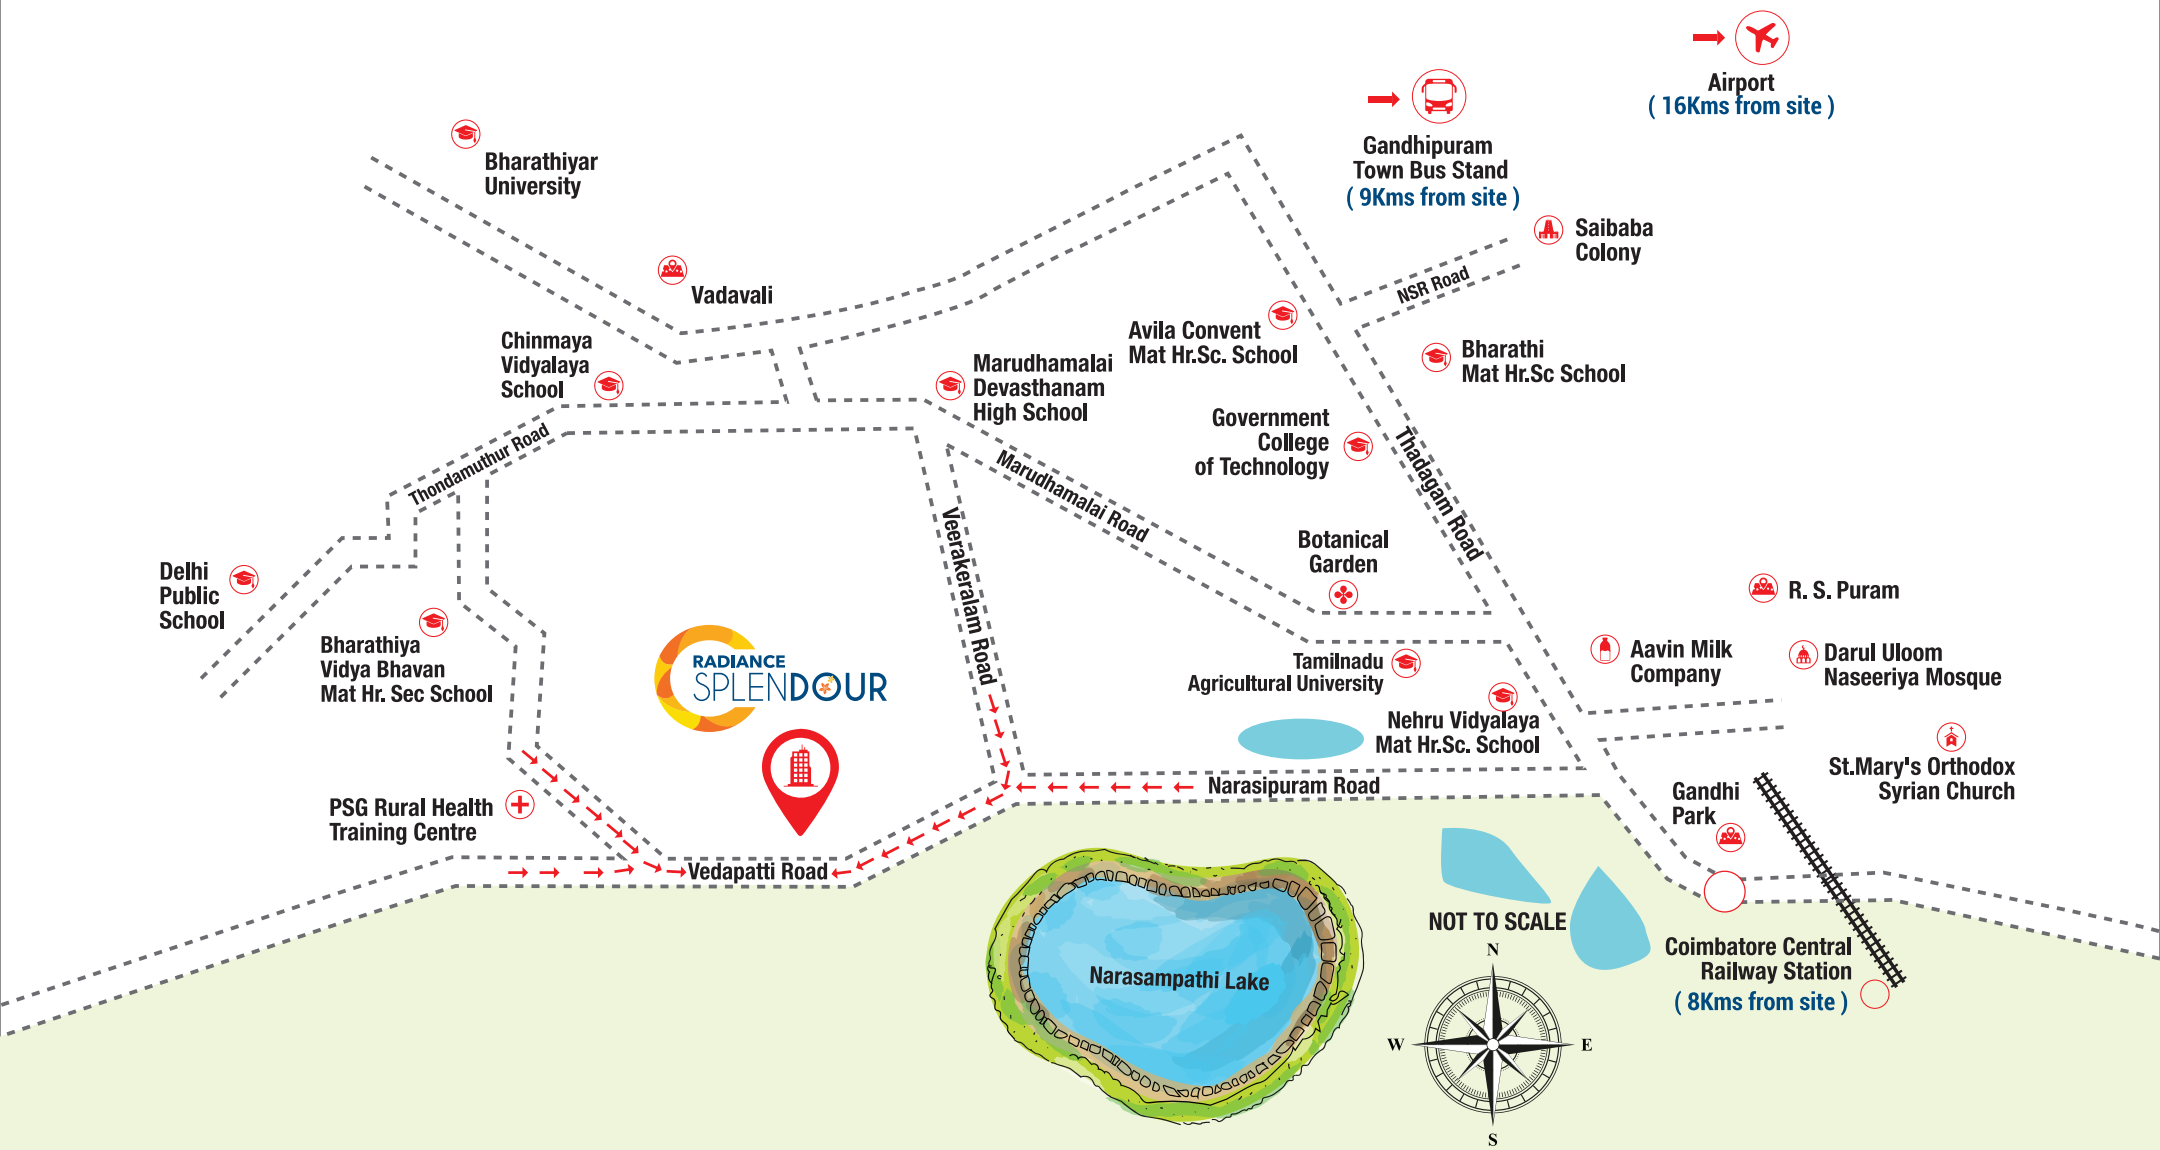 Airport
( 16Kms from site )
Gandhipuram
Town Bus Stand
( 9Kms from site )
Bharathiyar
University
Saibaba
Colony
NSR Road
Vadavali
Chinmaya
Vidyalaya
School
Marudhamalai
Devasthanam
High School
Avila Convent
Mat Hr.Sc. School
Bharathi
Mat Hr.Sc School
Government
College
of Technology
Thondamuthur Road
Marudhamalai Road
Thadagam Road
Veerakeralam Road
Botanical
Garden
Delhi
Public
School
Bharathiya
Vidya Bhavan
Mat Hr. Sec School
RADIANCE
SPLENDOUR
Tamilnadu
Agricultural University
Nehru Vidyalaya
Mat Hr.Sc. School
R. S. Puram
Aavin Milk
Company
Darul Uloom
Naseeriya Mosque
St.Mary's Orthodox
Syrian Church
Gandhi
Park
Narasipuram Road
PSG Rural Health
Training Centre
Vedapatti Road
Narasampathi Lake
NOT TO SCALE
N
W
E
S
Coimbatore Central
Railway Station
( 8Kms from site )